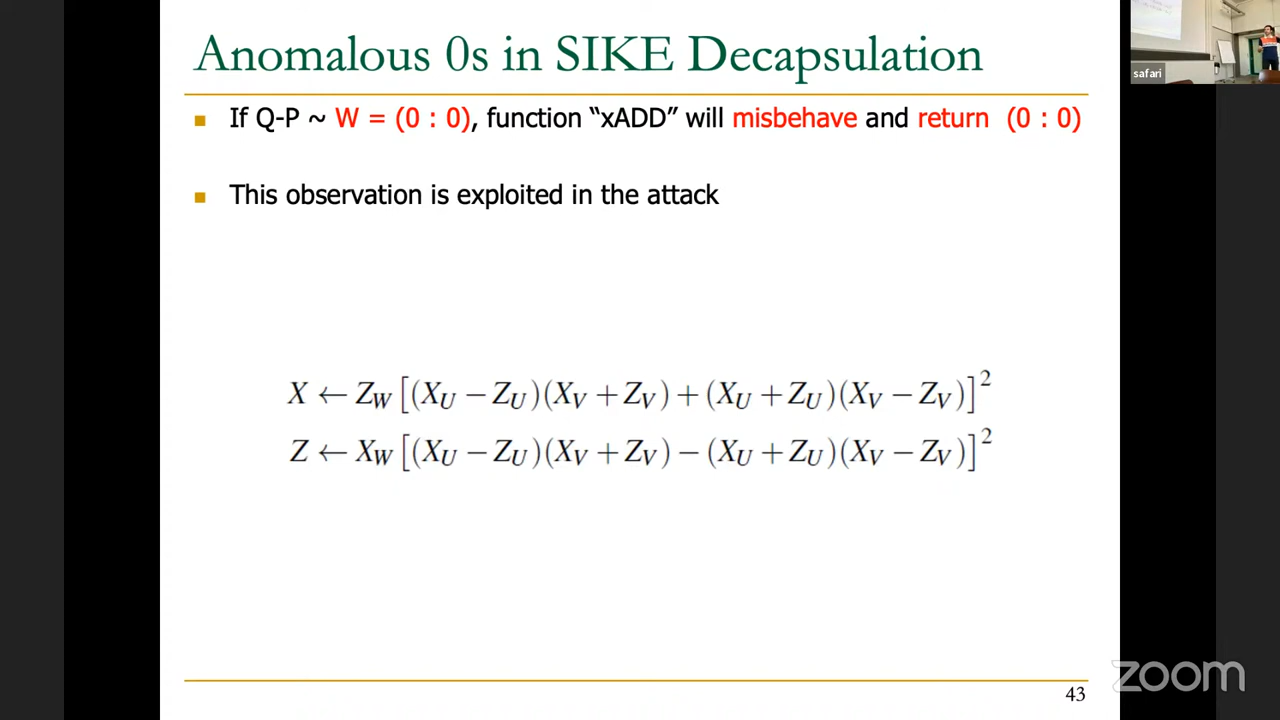 Anomalous 0s in SIKE Decapsulation
If Q-P ~ W = (0 : 0), function “xADD” will misbehave and return (0 : 0)
This observation is exploited in the attack
X ← Z_W [(X_U − Z_U)(X_V + Z_V) + (X_U + Z_U)(X_V − Z_V)]²
Z ← X_W [(X_U − Z_U)(X_V + Z_V) − (X_U + Z_U)(X_V − Z_V)]²
43
safari
zoom